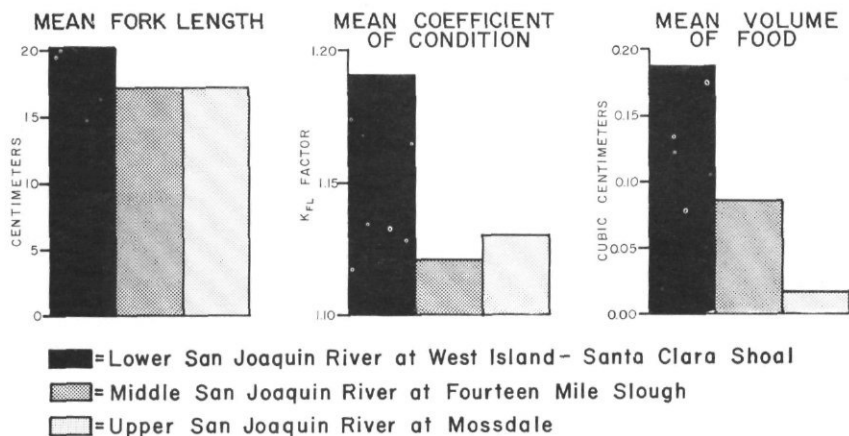 MEAN FORK LENGTH
20
15
10
5
0
CENTIMETERS
MEAN COEFFICIENT
OF CONDITION
1.20
1.15
1.10
KFL FACTOR
MEAN VOLUME
OF FOOD
0.20
0.15
0.10
0.05
0.00
CUBIC CENTIMETERS
=Lower San Joaquin River at West Island-Santa Clara Shoal
=Middle San Joaquin River at Fourteen Mile Slough
=Upper San Joaquin River at Mossdale